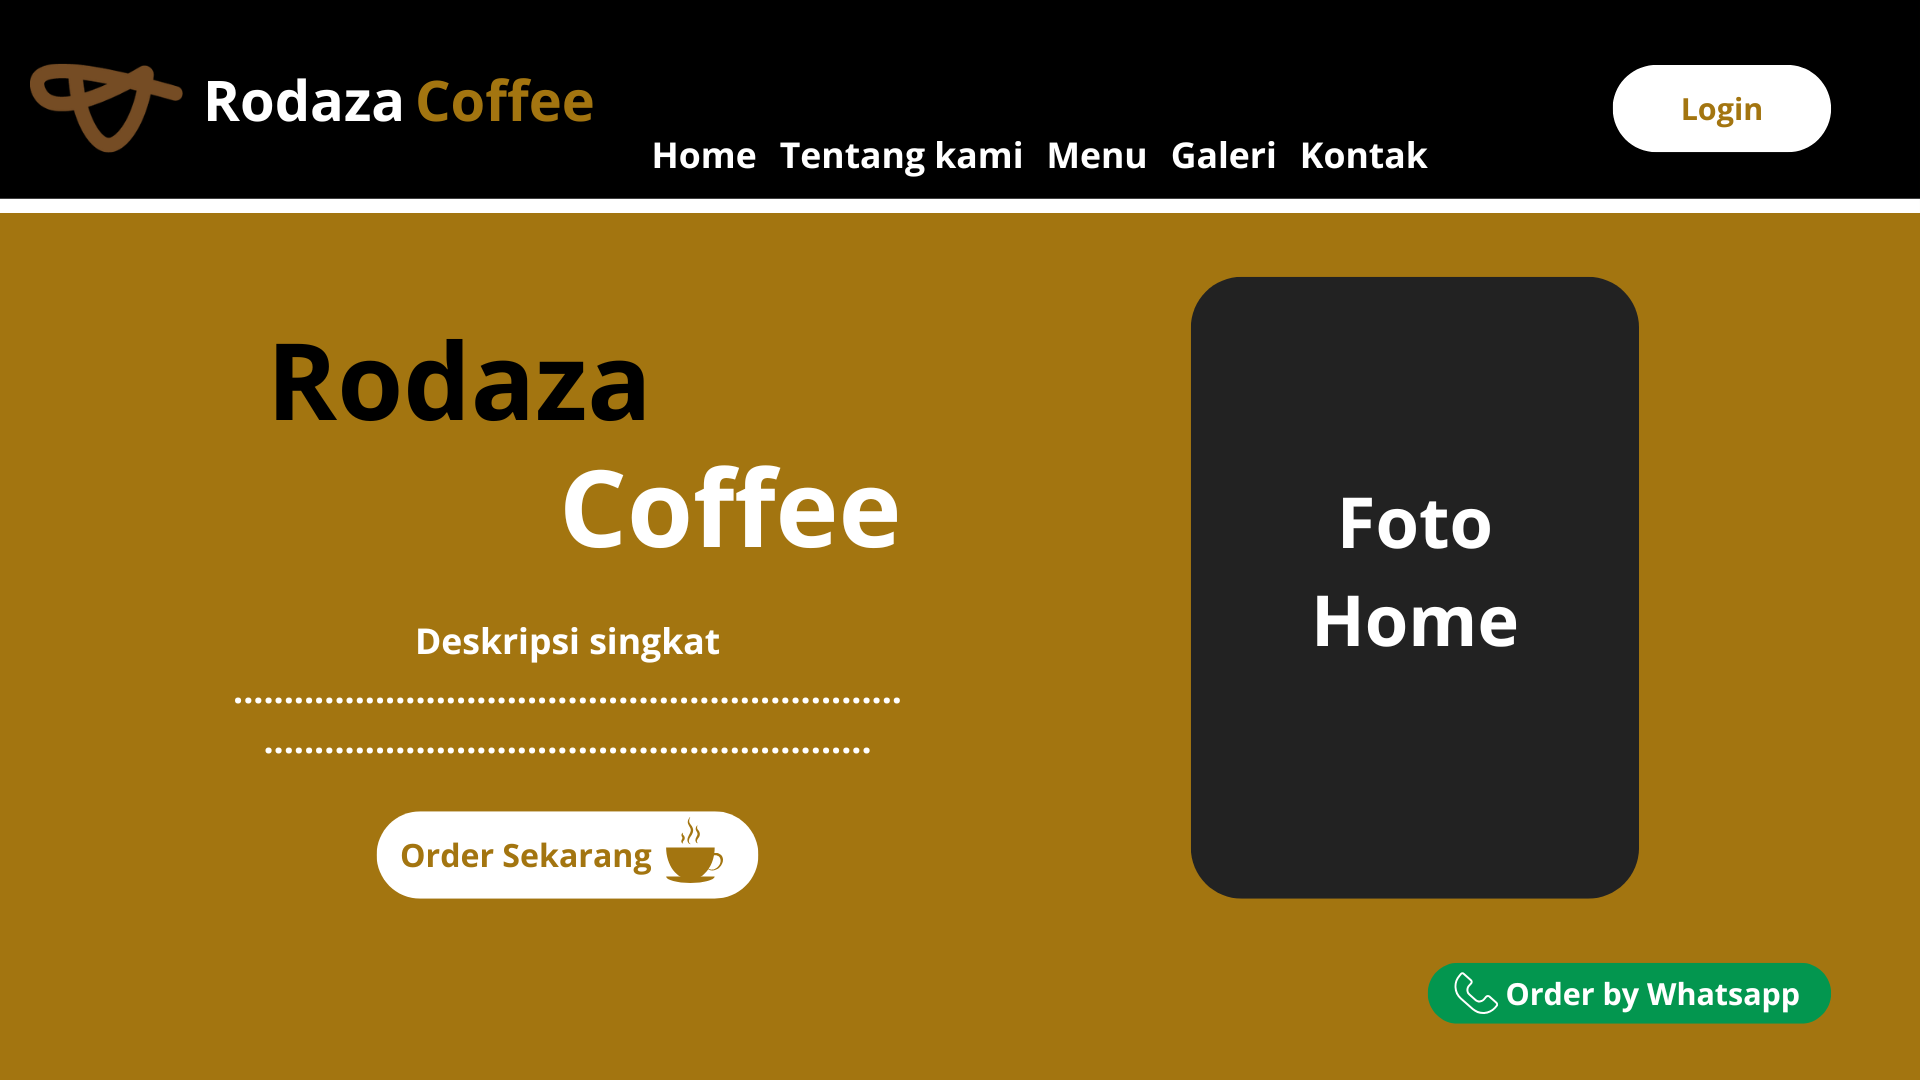 Rodaza Coffee
Home Tentang kami Menu Galeri Kontak
Login
Rodaza
Coffee
Deskripsi singkat
..................................................................
............................................................
Order Sekarang
Foto
Home
Order by Whatsapp